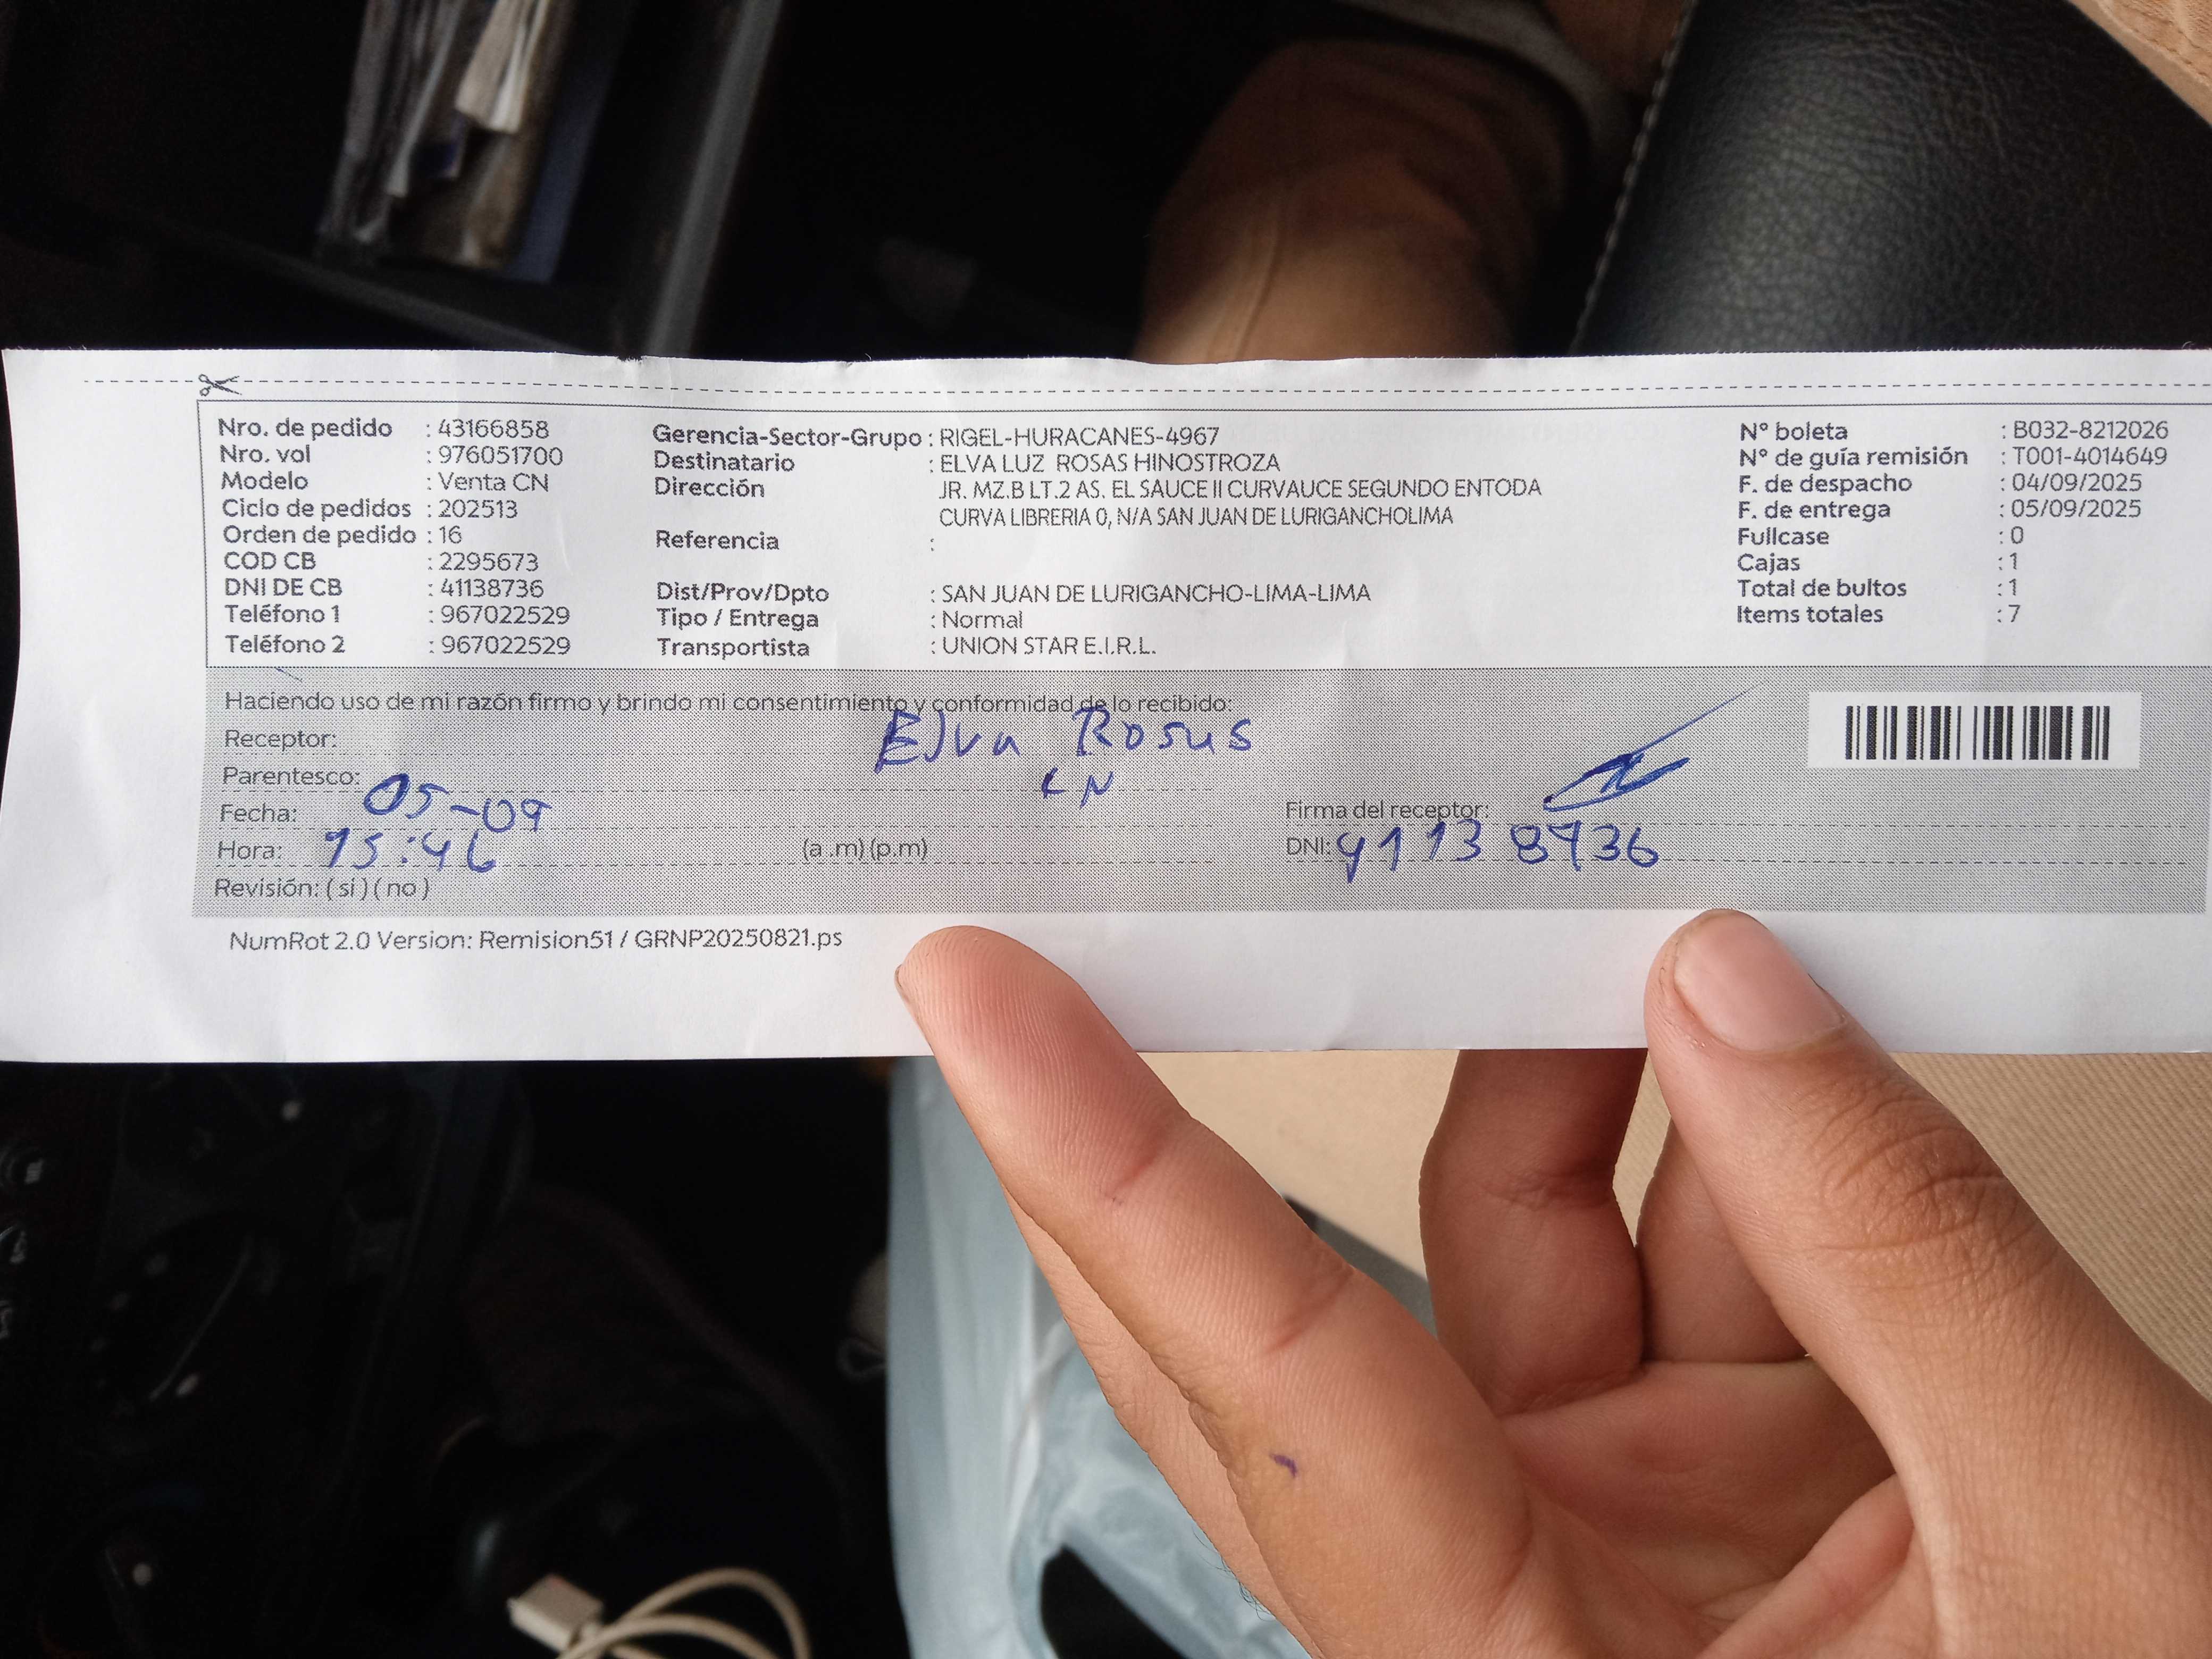 Nro. de pedido : 43166858
Nro. vol : 976051700
Modelo : Venta CN
Ciclo de pedidos : 202513
Orden de pedido : 16
COD CB : 2295673
DNI DE CB : 41138736
Teléfono 1 : 967022529
Teléfono 2 : 967022529
Gerencia-Sector-Grupo : RIGEL-HURACANES-4967
Destinatario : ELVA LUZ ROSAS HINOSTROZA
Dirección JR. MZ.B LT.2 AS. EL SAUCE II CURVAUCE SEGUNDO ENTODA
CURVA LIBRERIA 0, N/A SAN JUAN DE LURIGANCHOLIMA
Referencia :
Dist/Prov/Dpto : SAN JUAN DE LURIGANCHO-LIMA-LIMA
Tipo / Entrega : Normal
Transportista : UNION STAR E.I.R.L.
N° boleta : B032-8212026
N° de guía remisión : T001-4014649
F. de despacho : 04/09/2025
F. de entrega : 05/09/2025
Fullcase : 0
Cajas : 1
Total de bultos : 1
Items totales : 7
Haciendo uso de mi razón firmo y brindo mi consentimiento y conformidad de lo recibido:
Receptor: Elva Rosas
Parentesco: CN
Fecha: 05-09
Firma del receptor:
Hora: 15:46 (a .m) (p.m)
DNI: 41138736
Revisión: ( si ) ( no )
NumRot 2.0 Version: Remision51 / GRNP20250821.ps